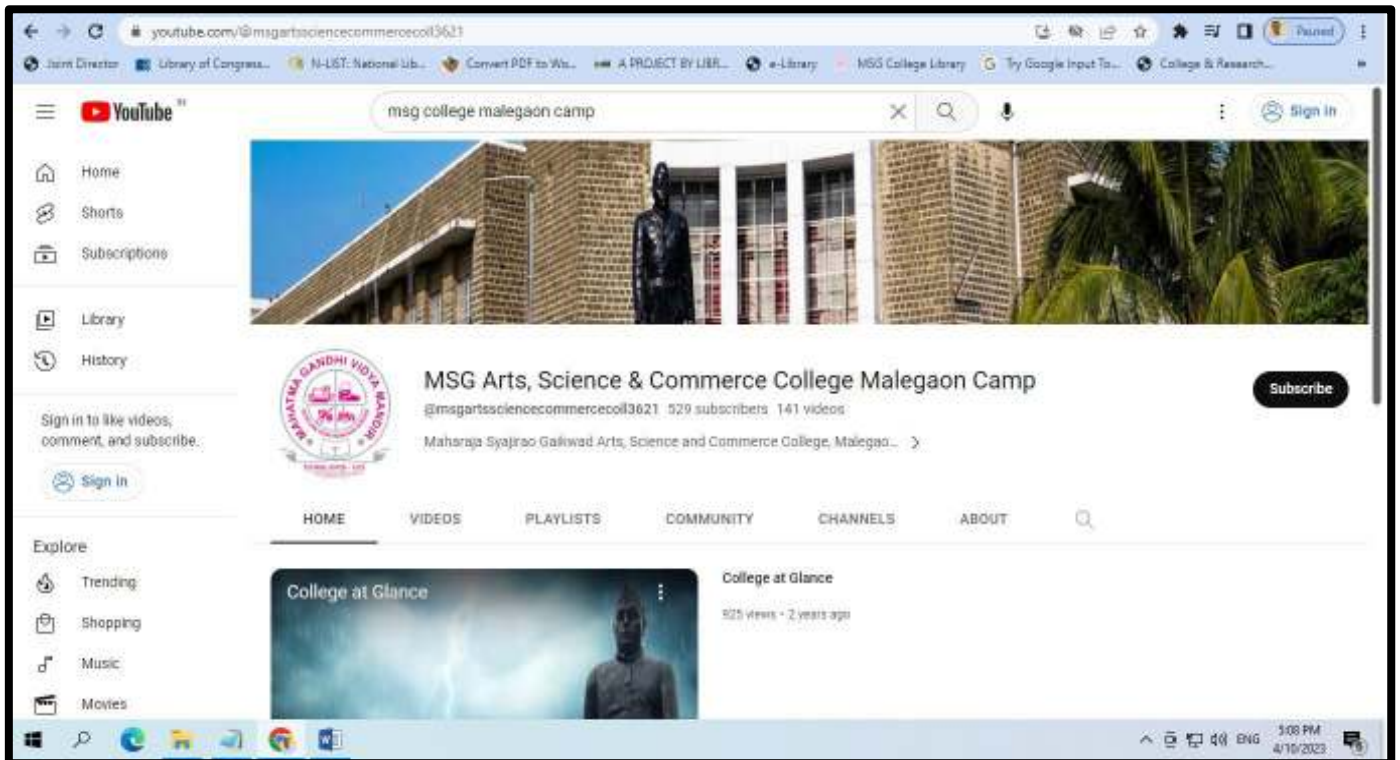 youtube.com/@msgartssciencecommercecoll3621
Paused
Joint Director
Library of Congress...
N-LIST: National Lib...
Convert PDF to Wo...
A PROJECT BY LIBR...
e-Library
MSG College Library
Try Google Input To...
College & Research...
YouTube IN
msg college malegaon camp
Sign in
Home
Shorts
Subscriptions
Library
History
Sign in to like videos,
comment, and subscribe.
Sign in
Explore
Trending
Shopping
Music
Movies
MAHATMA GANDHI VIDYA MANDIR
MSG Arts, Science & Commerce College Malegaon Camp
@msgartssciencecommercecoll3621 529 subscribers 141 videos
Maharaja Syajirao Gaikwad Arts, Science and Commerce College, Malegao...
Subscribe
HOME
VIDEOS
PLAYLISTS
COMMUNITY
CHANNELS
ABOUT
College at Glance
College at Glance
925 views • 2 years ago
ENG
5:08 PM
4/10/2023